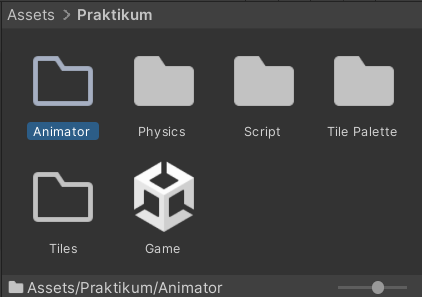 Assets > Praktikum
Animator Physics Script Tile Palette
Tiles Game
Assets/Praktikum/Animator